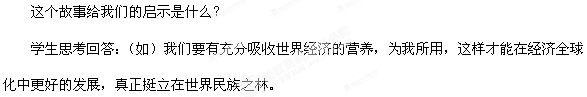 这个故事给我们的启示是什么？
学生思考回答：（如）我们要有充分吸收世界经济的营养，为我所用，这样才能在经济全球
化中更好的发展，真正挺立在世界民族之林。